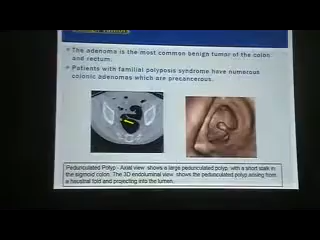 The adenoma is the most common benign tumor of the colon
and rectum.
Patients with familial polyposis syndrome have numerous
colonic adenomas which are precancerous.
Pedunculated Polyp - Axial view shows a large pedunculated polyp with a short stalk in
the sigmoid colon. The 3D endoluminal view shows the pedunculated polyp arising from
a haustral fold and projecting into the lumen.